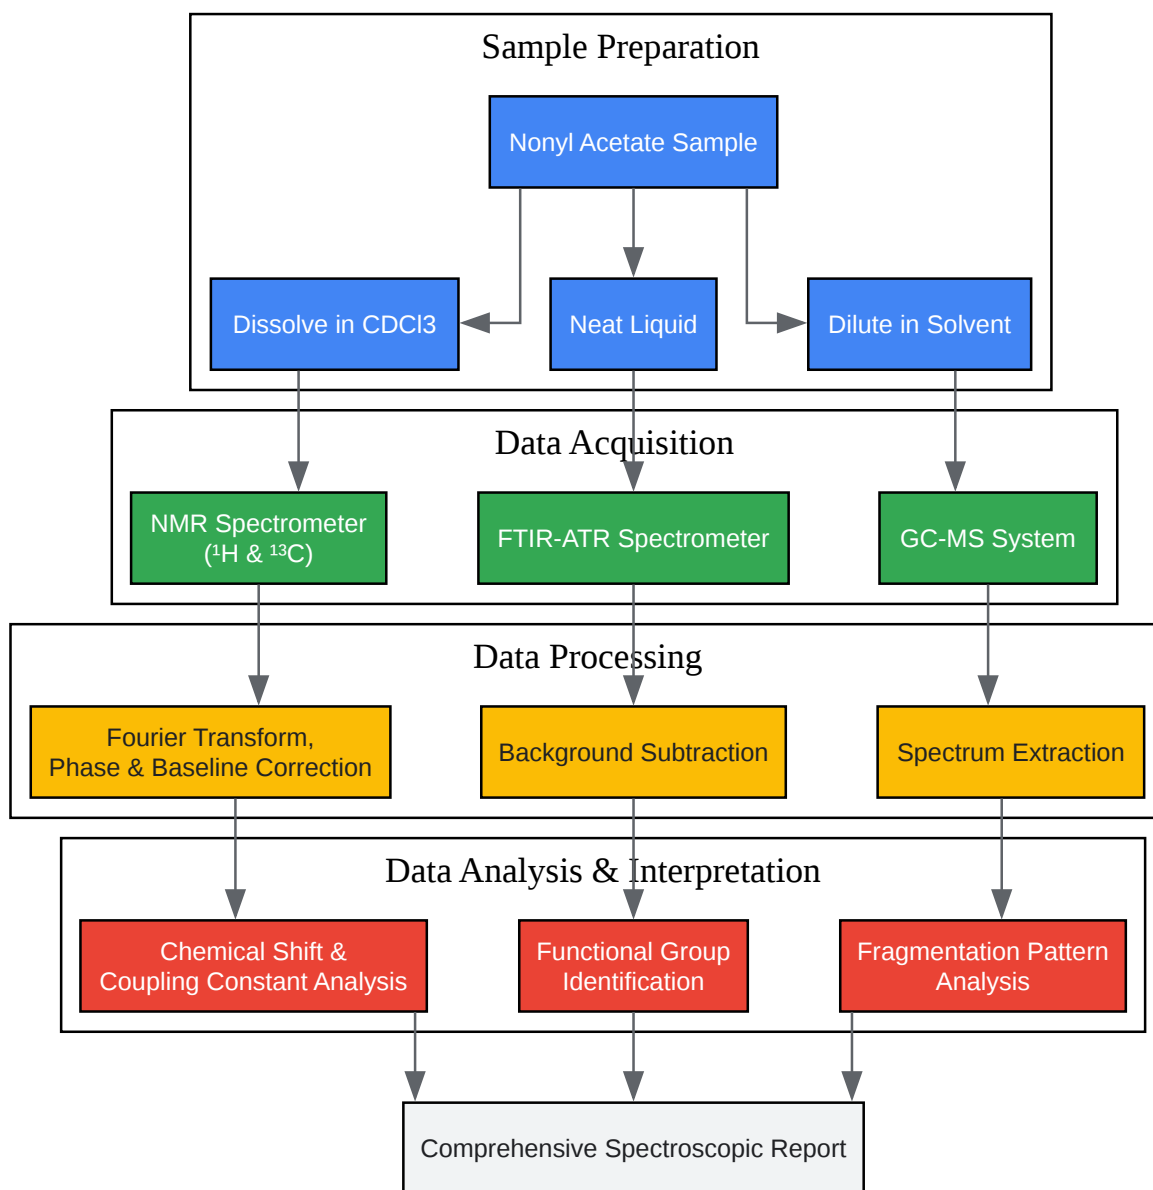 Sample Preparation
Nonyl Acetate Sample
Dissolve in CDCl3
Neat Liquid
Dilute in Solvent
Data Acquisition
NMR Spectrometer
(¹H & ¹³C)
FTIR-ATR Spectrometer
GC-MS System
Data Processing
Fourier Transform,
Phase & Baseline Correction
Background Subtraction
Spectrum Extraction
Data Analysis & Interpretation
Chemical Shift &
Coupling Constant Analysis
Functional Group
Identification
Fragmentation Pattern
Analysis
Comprehensive Spectroscopic Report